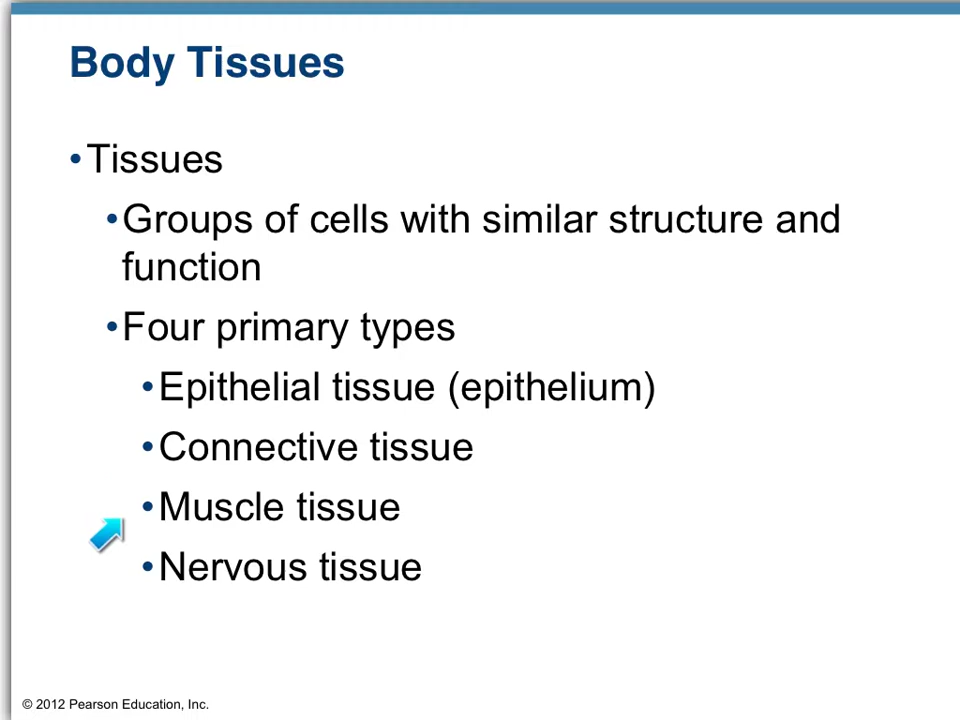 Body Tissues
•Tissues
•Groups of cells with similar structure and
function
•Four primary types
•Epithelial tissue (epithelium)
•Connective tissue
•Muscle tissue
•Nervous tissue
© 2012 Pearson Education, Inc.